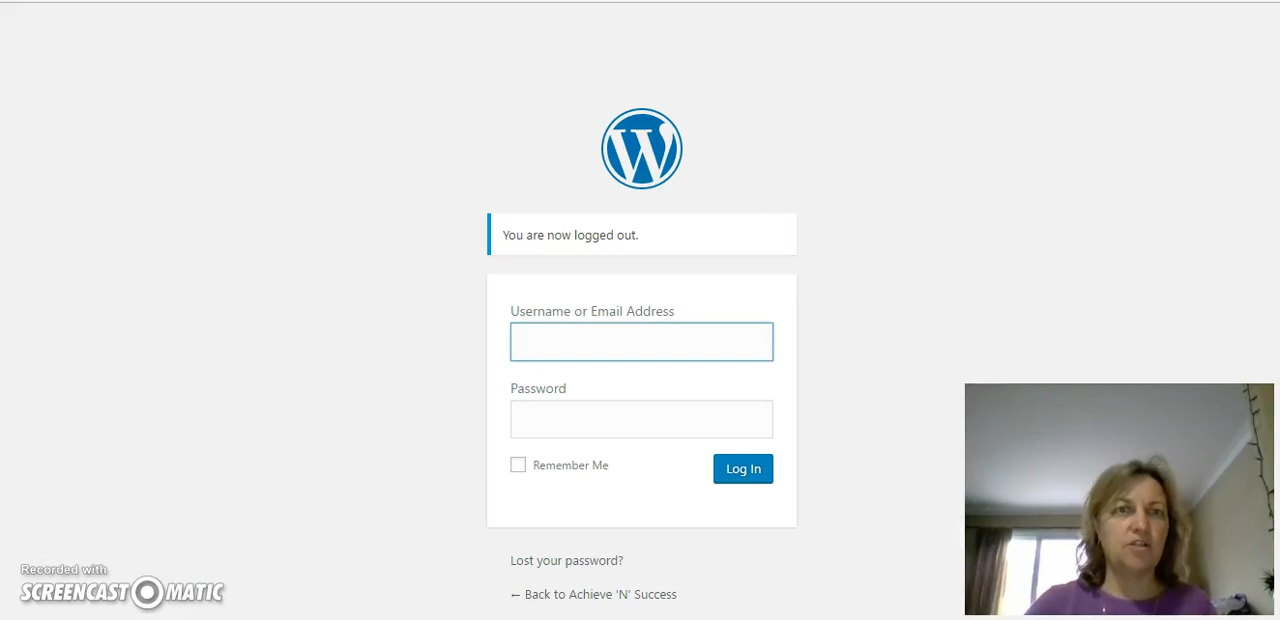 W
You are now logged out.
Username or Email Address
Password
Remember Me
Log In
Lost your password?
← Back to Achieve 'N' Success
Recorded with
SCREENCAST MATIC